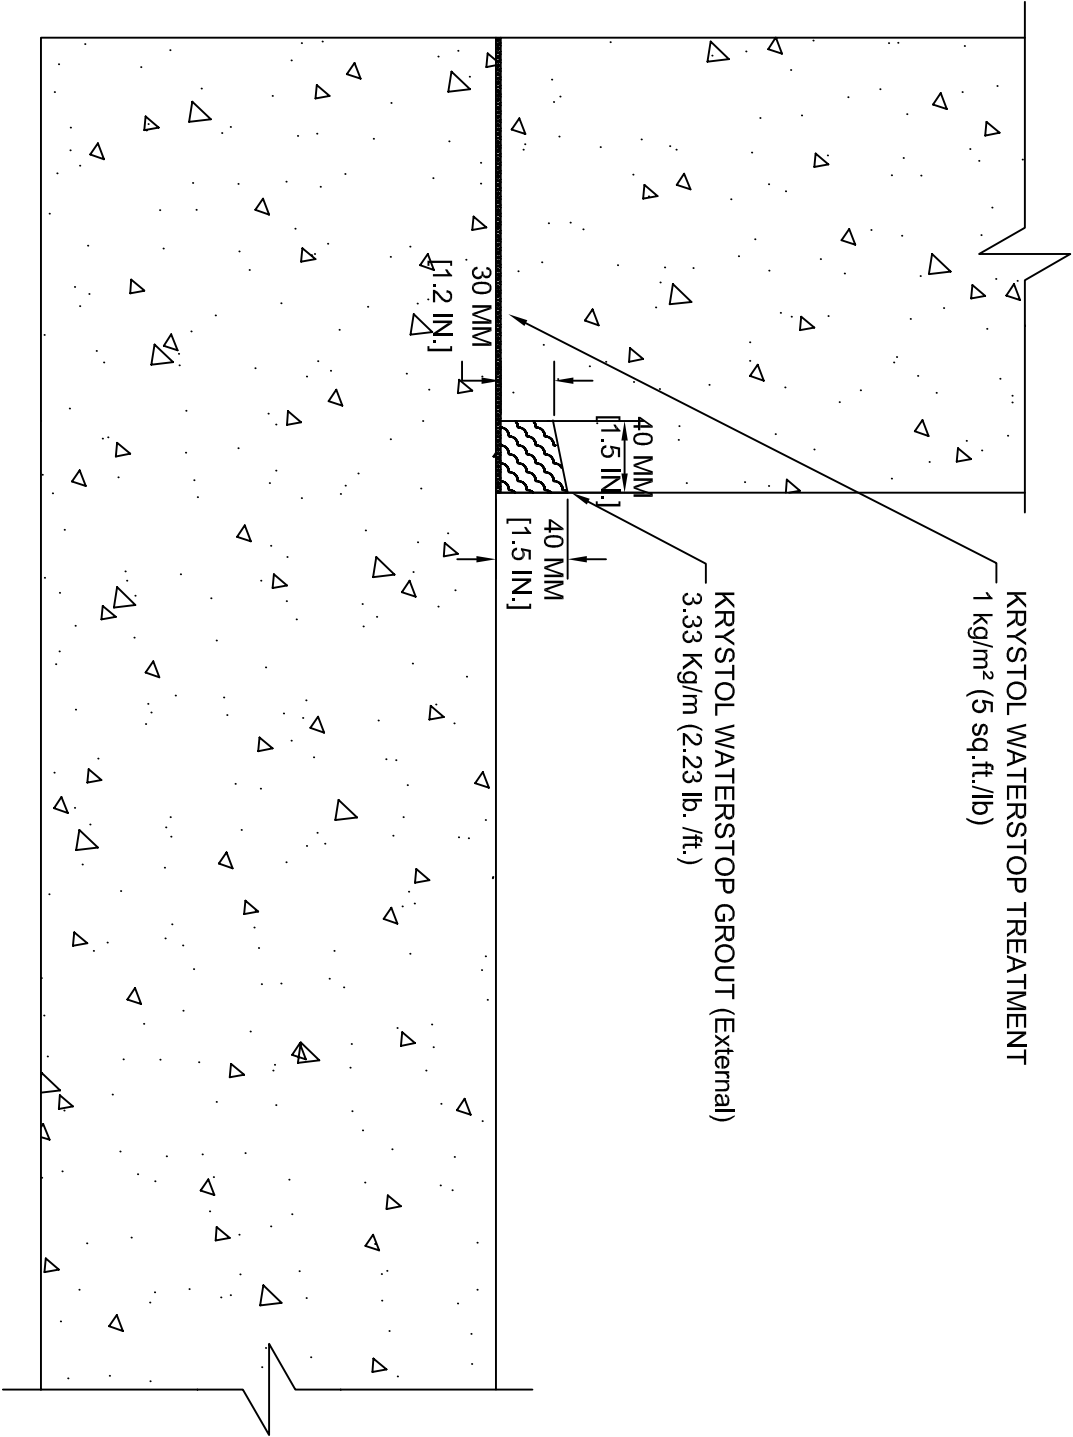 KRYSTOL WATERSTOP TREATMENT
1 kg/m² (5 sq.ft./lb)
KRYSTOL WATERSTOP GROUT (External)
3.33 Kg/m (2.23 lb. /ft.)
40 MM
[1.5 IN.]
30 MM
[1.2 IN.]
40 MM
[1.5 IN.]